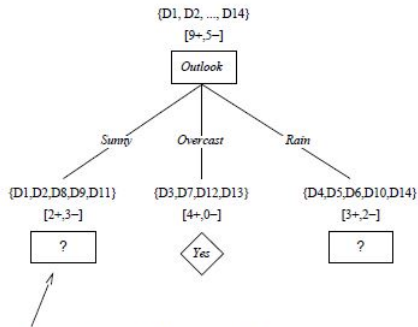 {D1, D2, ..., D14}
[9+,5−]
Outlook
Sunny Overcast Rain
{D1,D2,D8,D9,D11} {D3,D7,D12,D13} {D4,D5,D6,D10,D14}
[2+,3−] [4+,0−] [3+,2−]
? Yes ?